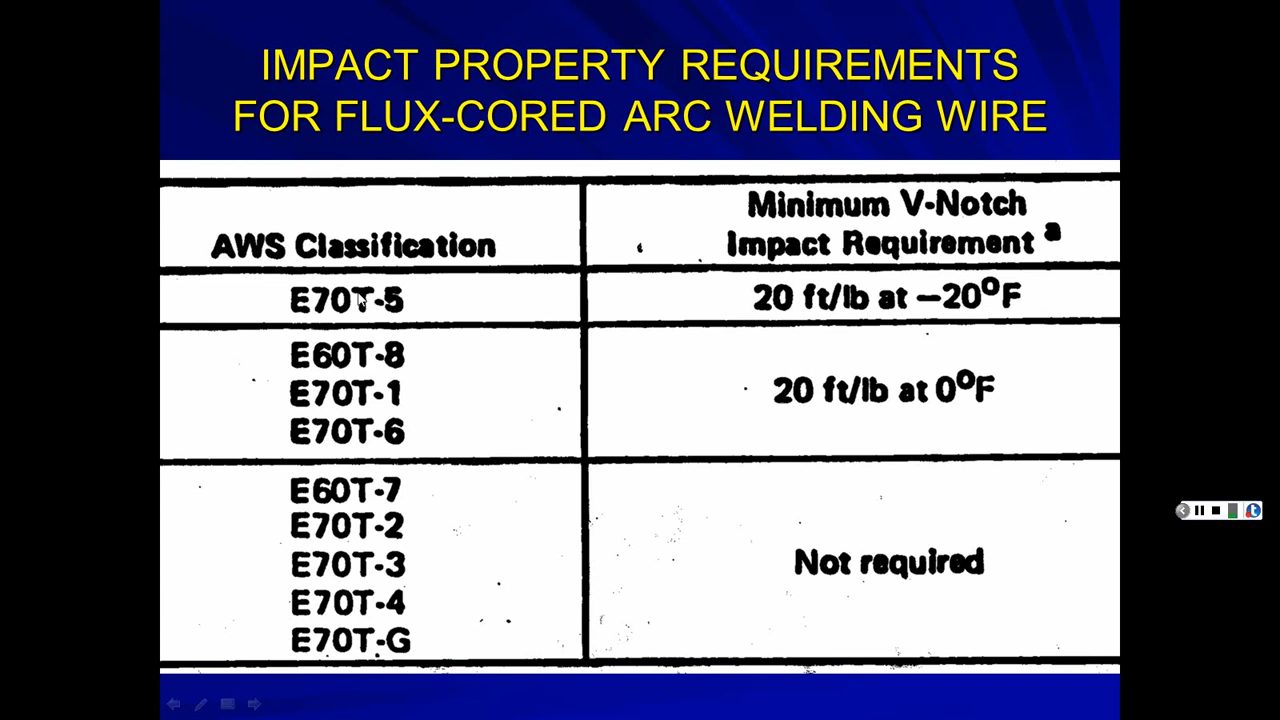 IMPACT PROPERTY REQUIREMENTS
FOR FLUX-CORED ARC WELDING WIRE
AWS Classification
Minimum V-Notch
Impact Requirement a
E70T-5
20 ft/lb at –20°F
E60T-8
E70T-1
E70T-6
20 ft/lb at 0°F
E60T-7
E70T-2
E70T-3
E70T-4
E70T-G
Not required